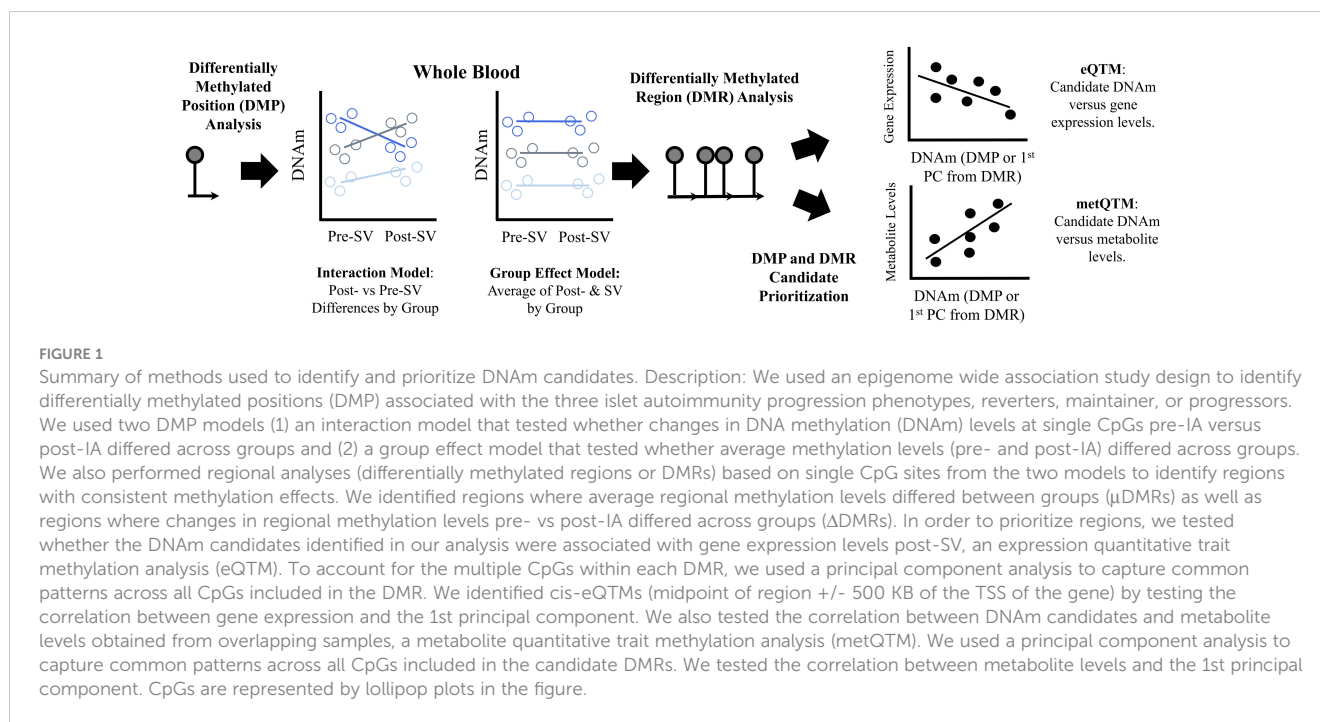 Differentially
Methylated
Position (DMP)
Analysis
Whole Blood
DNAm
Pre-SV Post-SV
Interaction Model:
Post- vs Pre-SV
Differences by Group
DNAm
Pre-SV Post-SV
Group Effect Model:
Average of Post- & SV
by Group
Differentially Methylated
Region (DMR) Analysis
DMP and DMR
Candidate
Prioritization
Gene Expression
DNAm (DMP or 1st
PC from DMR)
eQTM:
Candidate DNAm
versus gene
expression levels.
Metabolite Levels
DNAm (DMP or
1st PC from DMR)
metQTM:
Candidate DNAm
versus metabolite
levels.
FIGURE 1
Summary of methods used to identify and prioritize DNAm candidates. Description: We used an epigenome wide association study design to identify
differentially methylated positions (DMP) associated with the three islet autoimmunity progression phenotypes, reverters, maintainer, or progressors.
We used two DMP models (1) an interaction model that tested whether changes in DNA methylation (DNAm) levels at single CpGs pre-IA versus
post-IA differed across groups and (2) a group effect model that tested whether average methylation levels (pre- and post-IA) differed across groups.
We also performed regional analyses (differentially methylated regions or DMRs) based on single CpG sites from the two models to identify regions
with consistent methylation effects. We identified regions where average regional methylation levels differed between groups (μDMRs) as well as
regions where changes in regional methylation levels pre- vs post-IA differed across groups (ΔDMRs). In order to prioritize regions, we tested
whether the DNAm candidates identified in our analysis were associated with gene expression levels post-SV, an expression quantitative trait
methylation analysis (eQTM). To account for the multiple CpGs within each DMR, we used a principal component analysis to capture common
patterns across all CpGs included in the DMR. We identified cis-eQTMs (midpoint of region +/- 500 KB of the TSS of the gene) by testing the
correlation between gene expression and the 1st principal component. We also tested the correlation between DNAm candidates and metabolite
levels obtained from overlapping samples, a metabolite quantitative trait methylation analysis (metQTM). We used a principal component analysis to
capture common patterns across all CpGs included in the candidate DMRs. We tested the correlation between metabolite levels and the 1st principal
component. CpGs are represented by lollipop plots in the figure.